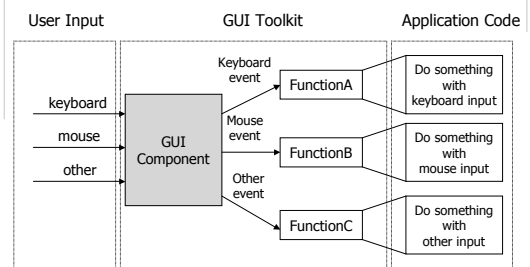 User Input
GUI Toolkit
Application Code
keyboard
mouse
other
GUI
Component
Keyboard
event
Mouse
event
Other
event
FunctionA
FunctionB
FunctionC
Do something
with
keyboard input
Do something
with
mouse input
Do something
with
other input